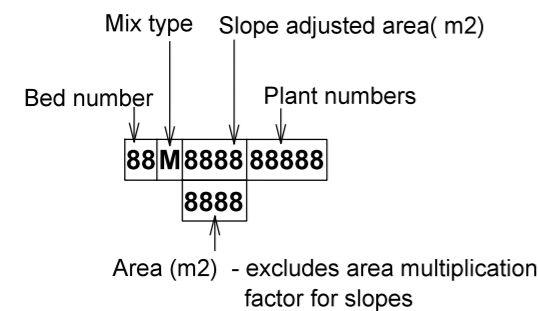 Mix type Slope adjusted area( m2)
Bed number Plant numbers
88 M 8888 88888
8888
Area (m2) - excludes area multiplication
factor for slopes